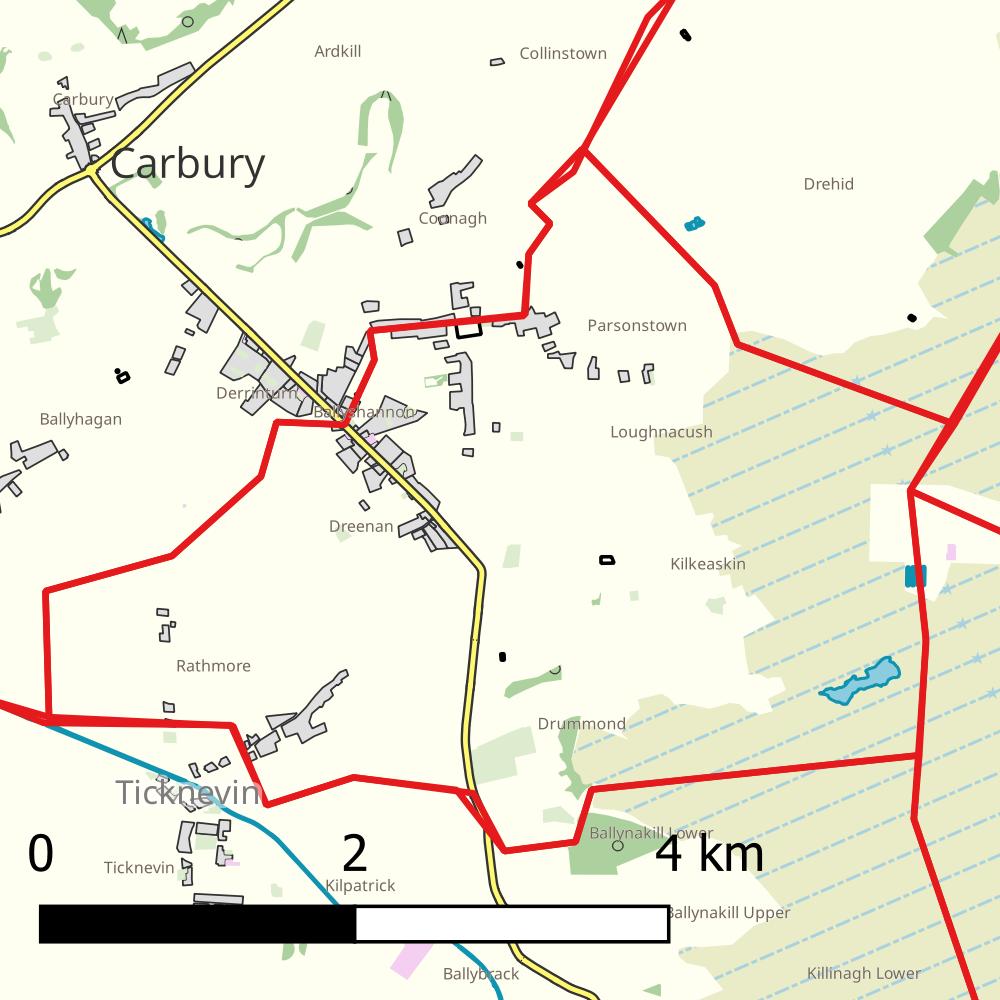 Ardkill
Collinstown
Carbury
Carbury
Drehid
Coonagh
Parsonstown
Derrinturn
Ballyshannon
Ballyhagan
Loughnacush
Dreenan
Kilkeaskin
Rathmore
Drummond
Ticknevin
Ballynakill Lower
0 2 4 km
Ticknevin
Kilpatrick
Ballynakill Upper
Ballybrack
Killinagh Lower